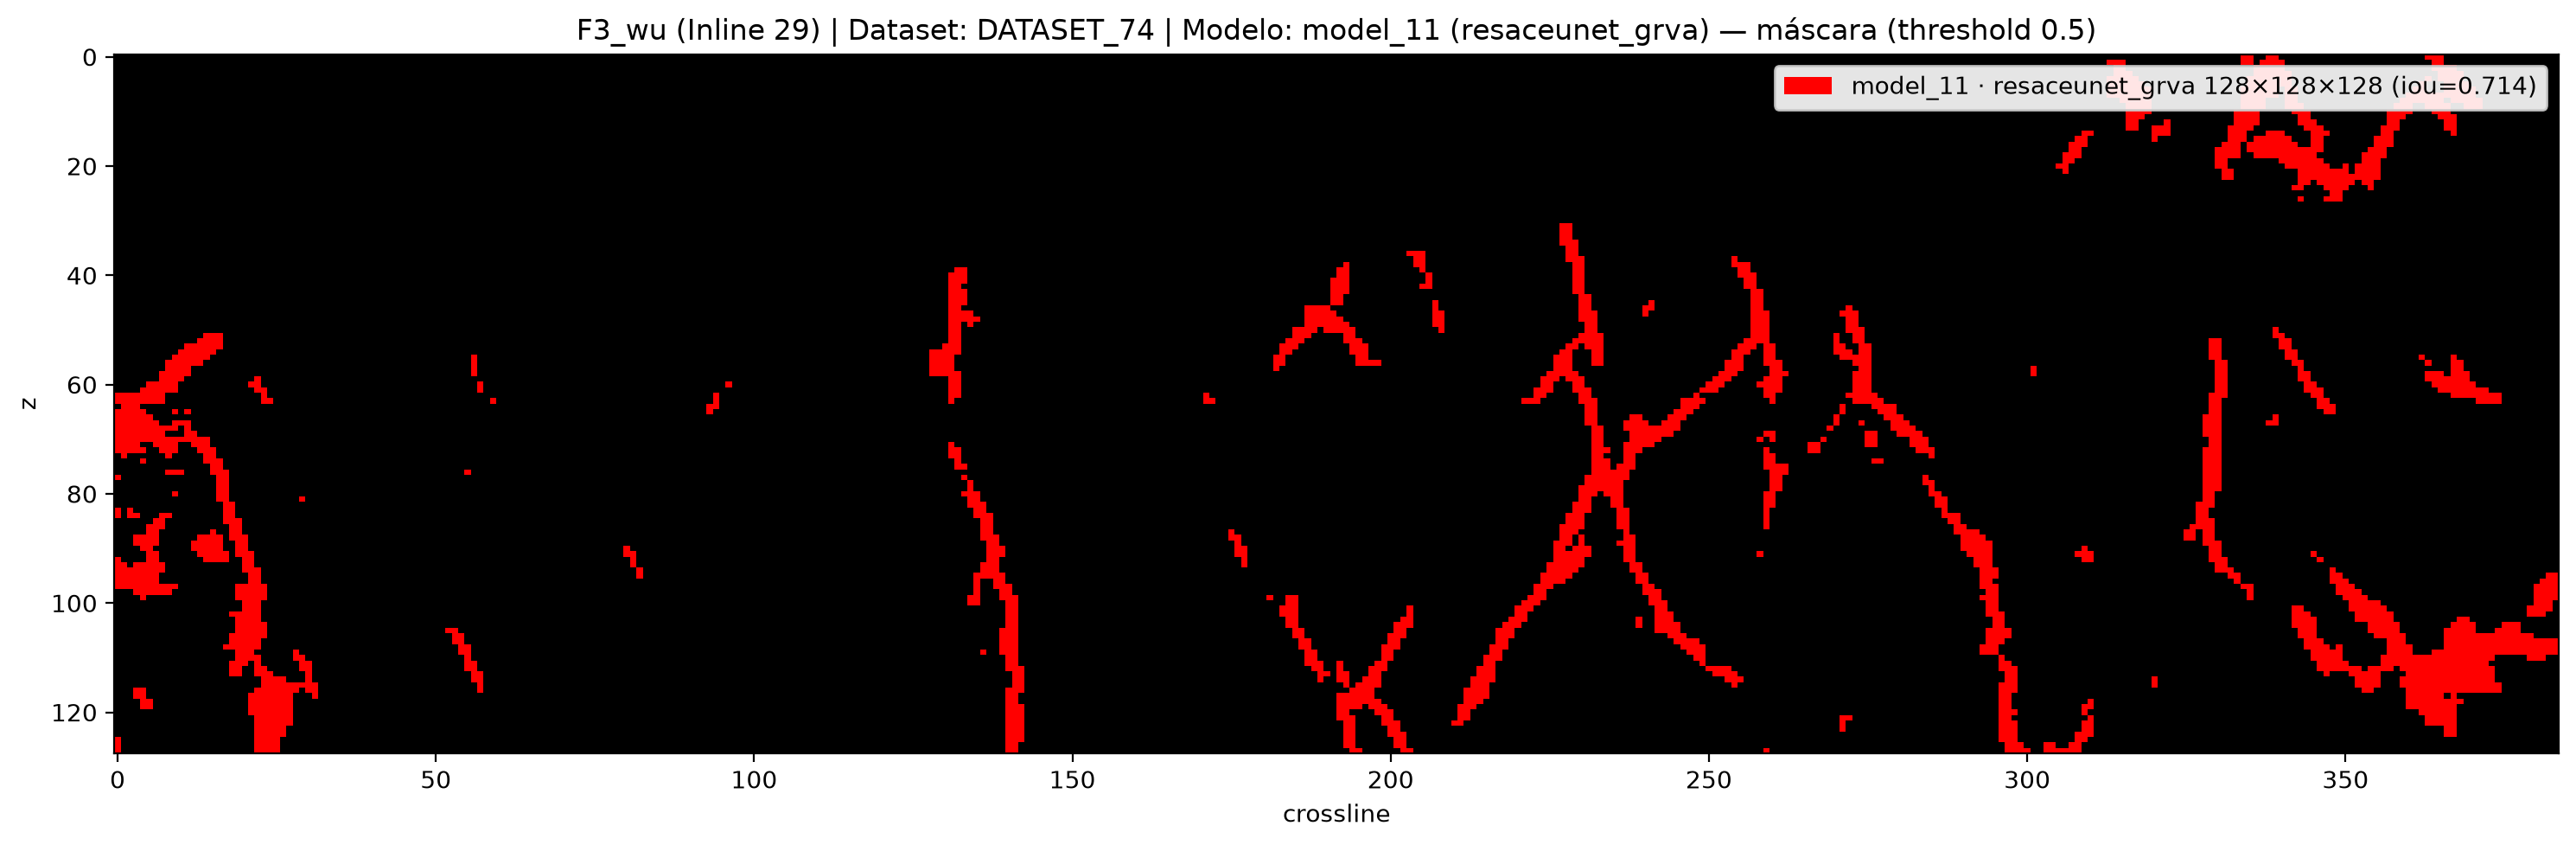 F3_wu (Inline 29) | Dataset: DATASET_74 | Modelo: model_11 (resaceunet_grva) — máscara (threshold 0.5)
model_11 · resaceunet_grva 128×128×128 (iou=0.714)
0
20
40
60
80
100
120
z
0 50 100 150 200 250 300 350
crossline